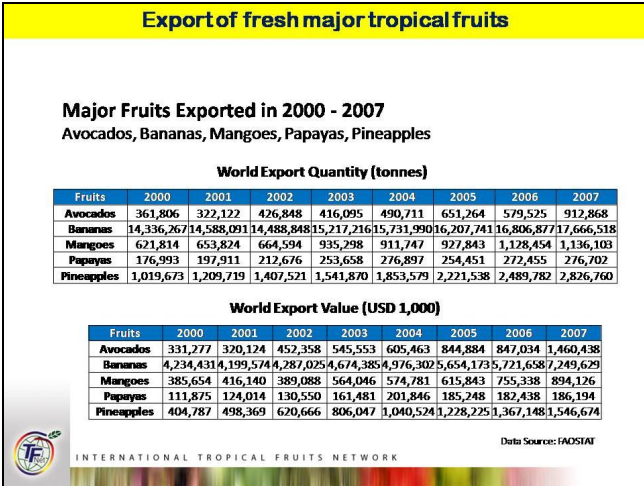 Export of fresh major tropical fruits
Major Fruits Exported in 2000 - 2007
Avocados, Bananas, Mangoes, Papayas, Pineapples
World Export Quantity (tonnes)
Fruits 2000 2001 2002 2003 2004 2005 2006 2007
Avocados 361,806 322,122 426,848 416,095 490,711 651,264 579,525 912,868
Bananas 14,336,267 14,588,091 14,488,848 15,217,216 15,731,990 16,207,741 16,806,877 17,666,518
Mangoes 621,814 653,824 664,594 935,298 911,747 927,843 1,128,454 1,136,103
Papayas 176,993 197,911 212,676 253,658 276,897 254,451 272,455 276,702
Pineapples 1,019,673 1,209,719 1,407,521 1,541,870 1,853,579 2,221,538 2,489,782 2,826,760
World Export Value (USD 1,000)
Fruits 2000 2001 2002 2003 2004 2005 2006 2007
Avocados 331,277 320,124 452,358 545,553 605,463 844,884 847,034 1,460,438
Bananas 4,234,431 4,199,574 4,287,025 4,674,385 4,976,302 5,654,173 5,721,658 7,249,629
Mangoes 385,654 416,140 389,088 564,046 574,781 615,843 755,338 894,126
Papayas 111,875 124,014 130,550 161,481 201,846 185,248 182,438 186,194
Pineapples 404,787 498,369 620,666 806,047 1,040,524 1,228,225 1,367,148 1,546,674
Data Source: FAOSTAT
TFNet
INTERNATIONAL TROPICAL FRUITS NETWORK